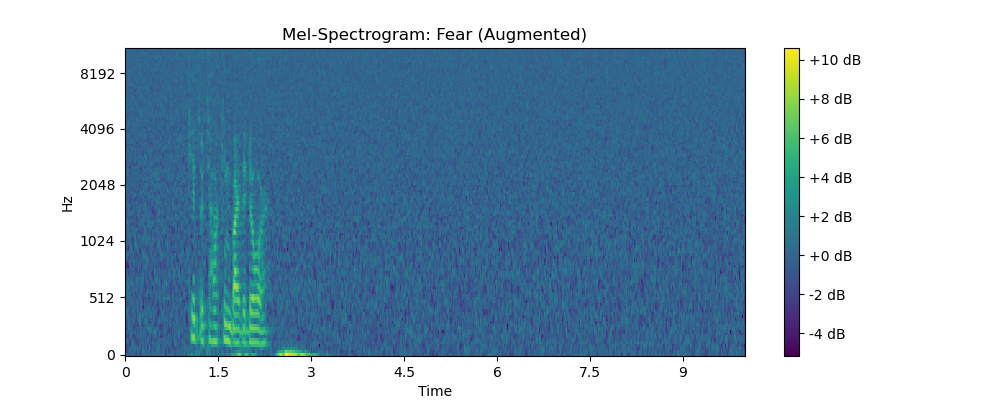 Mel-Spectrogram: Fear (Augmented)
8192
4096
2048
1024
512
0
Hz
0 1.5 3 4.5 6 7.5 9
Time
+10 dB
+8 dB
+6 dB
+4 dB
+2 dB
+0 dB
-2 dB
-4 dB